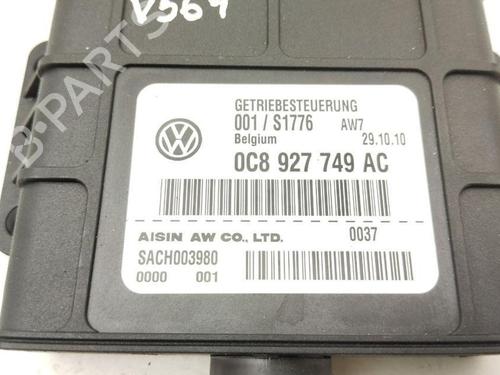 V564
GETRIEBESTEUERUNG
001 / S1776 AW7
Belgium 29.10.10
0C8 927 749 AC
AISIN AW CO., LTD. 0037
SACH003980
0000 001
B-PARTS